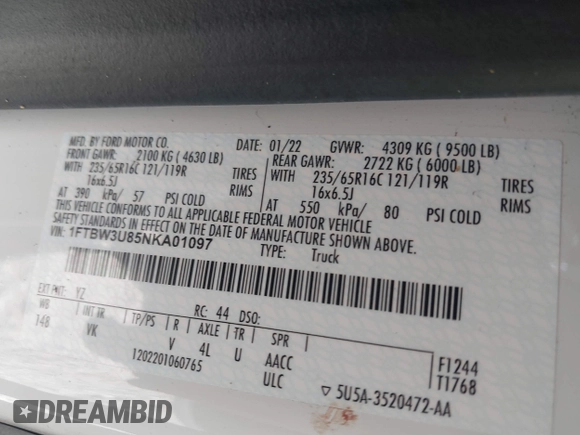 MFD. BY FORD MOTOR CO.
01/22 GVWR: 4309 KG ( 9500 LB)
FRONT GAWR: 2100 KG ( 4630 LB)
REAR GAWR: 2722 KG ( 6000 LB)
WITH 235/65R16C 121/119R TIRES
WITH 235/65R16C 121/119R TIRES
16x6.5J RIMS
16x6.5J RIMS
AT 390 kPa/ 57 PSI COLD
AT 550 kPa/ 80 PSI COLD
THIS VEHICLE CONFORMS TO ALL APPLICABLE FEDERAL MOTOR VEHICLE
SAFETY STANDARDS IN EFFECT ON THE DATE OF MANUFACTURE SHOWN ABOVE.
VIN: 1FTBW3U85NKA01097
TYPE: Truck
EXT PNT: YZ RC: 44 DSO:
WB INT TR TP/PS R AXLE TR SPR
148 VK V 4L U AACC
1202201060765 ULC
F1244
T1768
5U5A-3520472-AA
DREAMBID